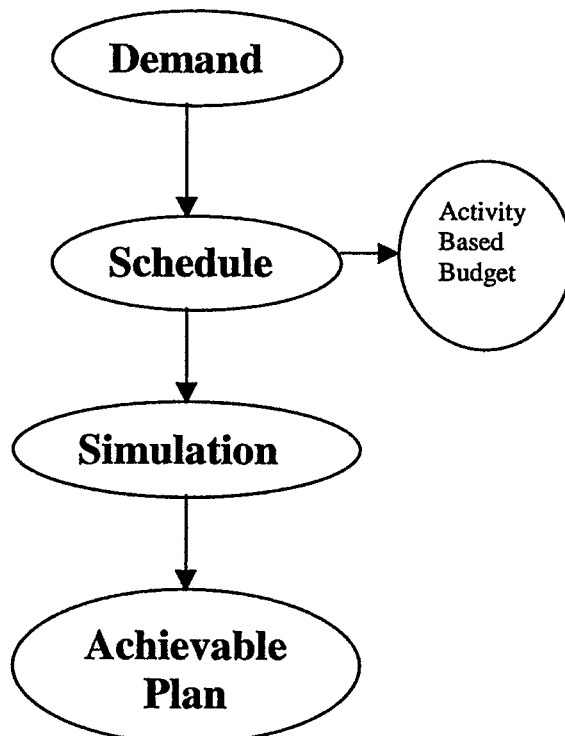 Demand
Schedule
Activity
Based
Budget
Simulation
Achievable
Plan